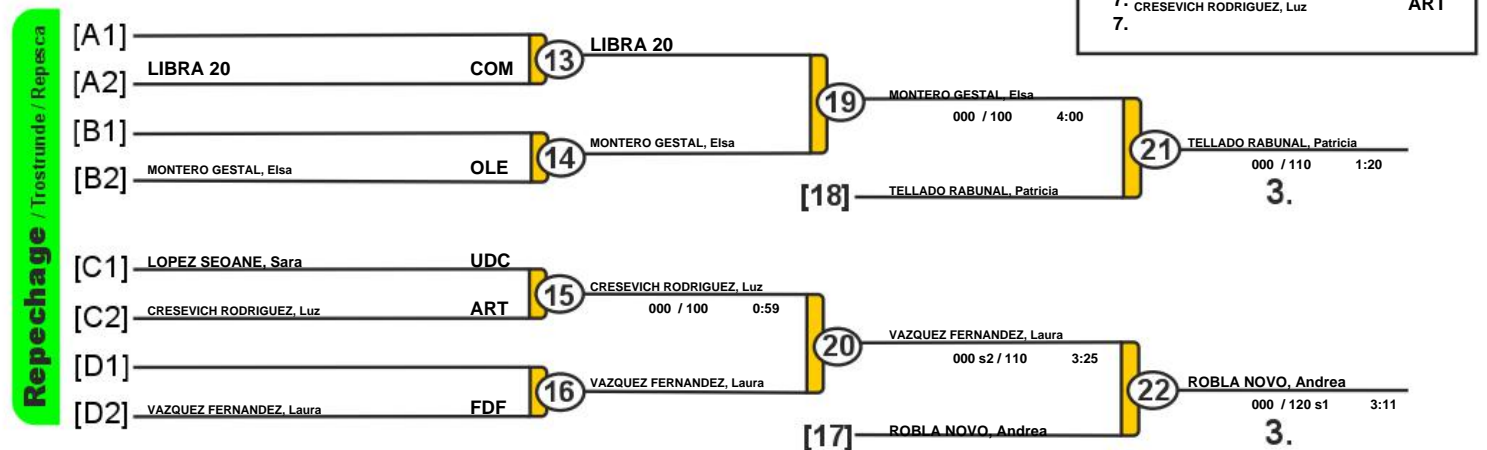 7. CRESEVICH RODRIGUEZ, Luz ART
7.
Repechage / Trostrunde / Repesca
[A1]
[A2] LIBRA 20 COM
13 LIBRA 20
[B1]
[B2] MONTERO GESTAL, Elsa OLE
14 MONTERO GESTAL, Elsa
19 MONTERO GESTAL, Elsa
000 / 100 4:00
[18] TELLADO RABUNAL, Patricia
21 TELLADO RABUNAL, Patricia
000 / 110 1:20
3.
[C1] LOPEZ SEOANE, Sara UDC
[C2] CRESEVICH RODRIGUEZ, Luz ART
15 CRESEVICH RODRIGUEZ, Luz
000 / 100 0:59
[D1]
[D2] VAZQUEZ FERNANDEZ, Laura FDF
16 VAZQUEZ FERNANDEZ, Laura
20 VAZQUEZ FERNANDEZ, Laura
000 s2 / 110 3:25
[17] ROBLA NOVO, Andrea
22 ROBLA NOVO, Andrea
000 / 120 s1 3:11
3.